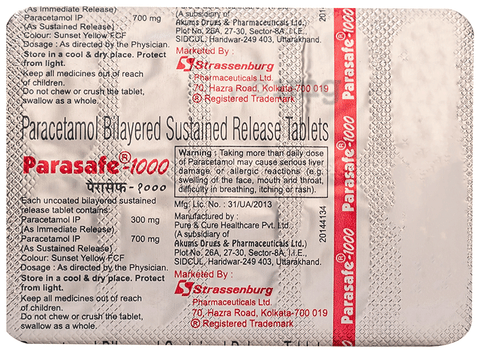 (As Immediate Release)
Paracetamol IP 700 mg
(As Sustained Release)
Colour: Sunset Yellow FCF
Dosage : As directed by the Physician.
Store in a cool & dry place. Protect
from light.
Keep all medicines out of reach
of children.
Do not chew or crush the tablet,
swallow as a whole.
(A subsidiary of
Akums Drugs & Pharmaceuticals Ltd.)
Plot No. 26A, 27-30, Sector-8A, I.I.E.,
SIDCUL, Haridwar-249 403, Uttarakhand.
Marketed By :
Strassenburg
Pharmaceuticals Ltd.
70, Hazra Road, Kolkata-700 019
® Registered Trademark
20144134
Parasafe®-1000
Paracetamol Bilayered Sustained Release Tablets
Parasafe®-1000
पेरासेफ - १०००
Warning : Taking more than daily dose
of Paracetamol may cause serious liver
damage or allergic reactions (e.g.
swelling of the face, mouth and throat,
difficulty in breathing, itching or rash).
Each uncoated bilayered sustained
release tablet contains:
Paracetamol IP 300 mg
(As Immediate Release)
Paracetamol IP 700 mg
(As Sustained Release)
Colour: Sunset Yellow FCF
Dosage : As directed by the Physician.
Store in a cool & dry place. Protect
from light.
Keep all medicines out of reach
of children.
Do not chew or crush the tablet,
swallow as a whole.
Mfg. Lic. No. : 31/UA/2013
Manufactured by :
Pure & Cure Healthcare Pvt. Ltd.
(A subsidiary of
Akums Drugs & Pharmaceuticals Ltd.)
Plot No. 26A, 27-30, Sector-8A, I.I.E.,
SIDCUL, Haridwar-249 403, Uttarakhand.
Marketed By :
Strassenburg
Pharmaceuticals Ltd.
70, Hazra Road, Kolkata-700 019
® Registered Trademark
20144134
Parasafe®-1000
Parasafe®-1000